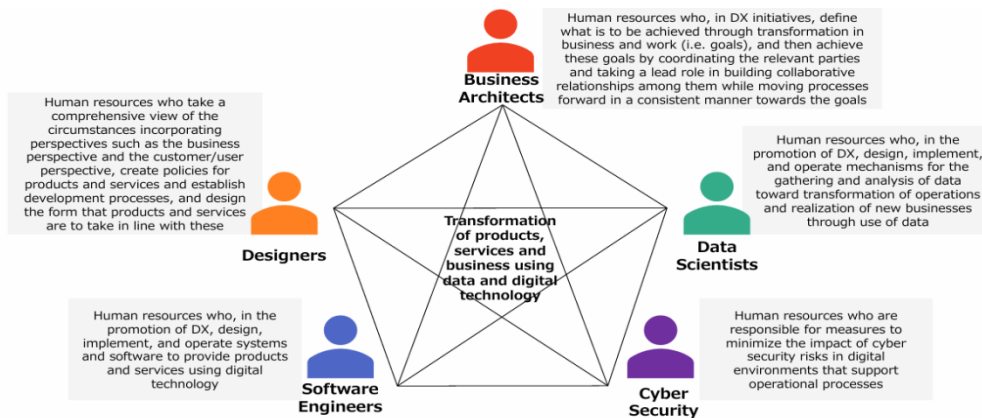 Human resources who, in DX initiatives, define
what is to be achieved through transformation in
business and work (i.e. goals), and then achieve
these goals by coordinating the relevant parties
and taking a lead role in building collaborative
relationships among them while moving processes
forward in a consistent manner towards the goals
Business
Architects
Human resources who take a
comprehensive view of the
circumstances incorporating
perspectives such as the business
perspective and the customer/user
perspective, create policies for
products and services and establish
development processes, and design
the form that products and services
are to take in line with these
Designers
Human resources who, in the
promotion of DX, design, implement,
and operate mechanisms for the
gathering and analysis of data
toward transformation of operations
and realization of new businesses
through use of data
Data
Scientists
Transformation
of products,
services and
business using
data and digital
technology
Human resources who, in the
promotion of DX, design,
implement, and operate systems
and software to provide products
and services using digital
technology
Software
Engineers
Human resources who are
responsible for measures to
minimize the impact of cyber
security risks in digital
environments that support
operational processes
Cyber
Security